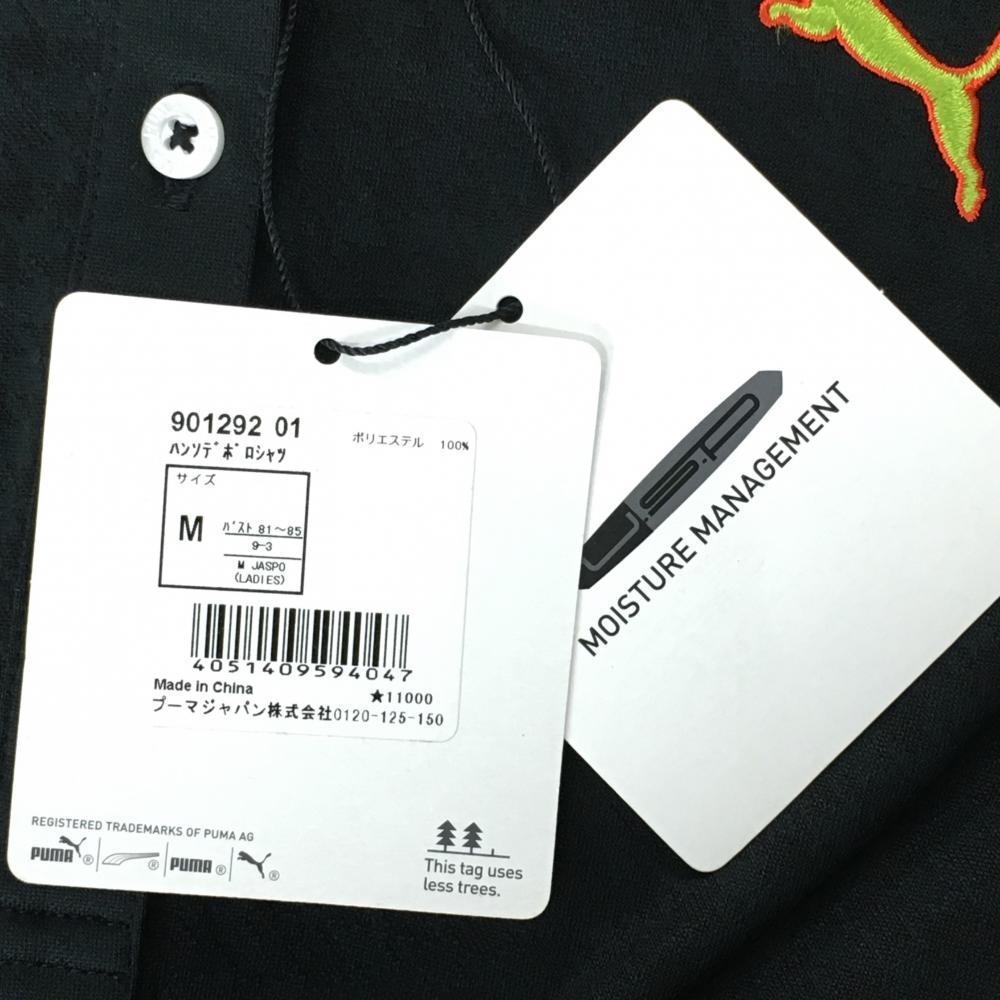 901292 01
ハンソデﾞポロシャツ
ポリエステル 100%
サイズ
M
バスト 81～85
9-3
M JASPO
(LADIES)
4051409594047
Made in China
★11000
プーマジャパン株式会社0120-125-150
REGISTERED TRADEMARKS OF PUMA AG
PUMA® ® PUMA® ®
This tag uses
less trees.
U.S.P
MOISTURE MANAGEMENT